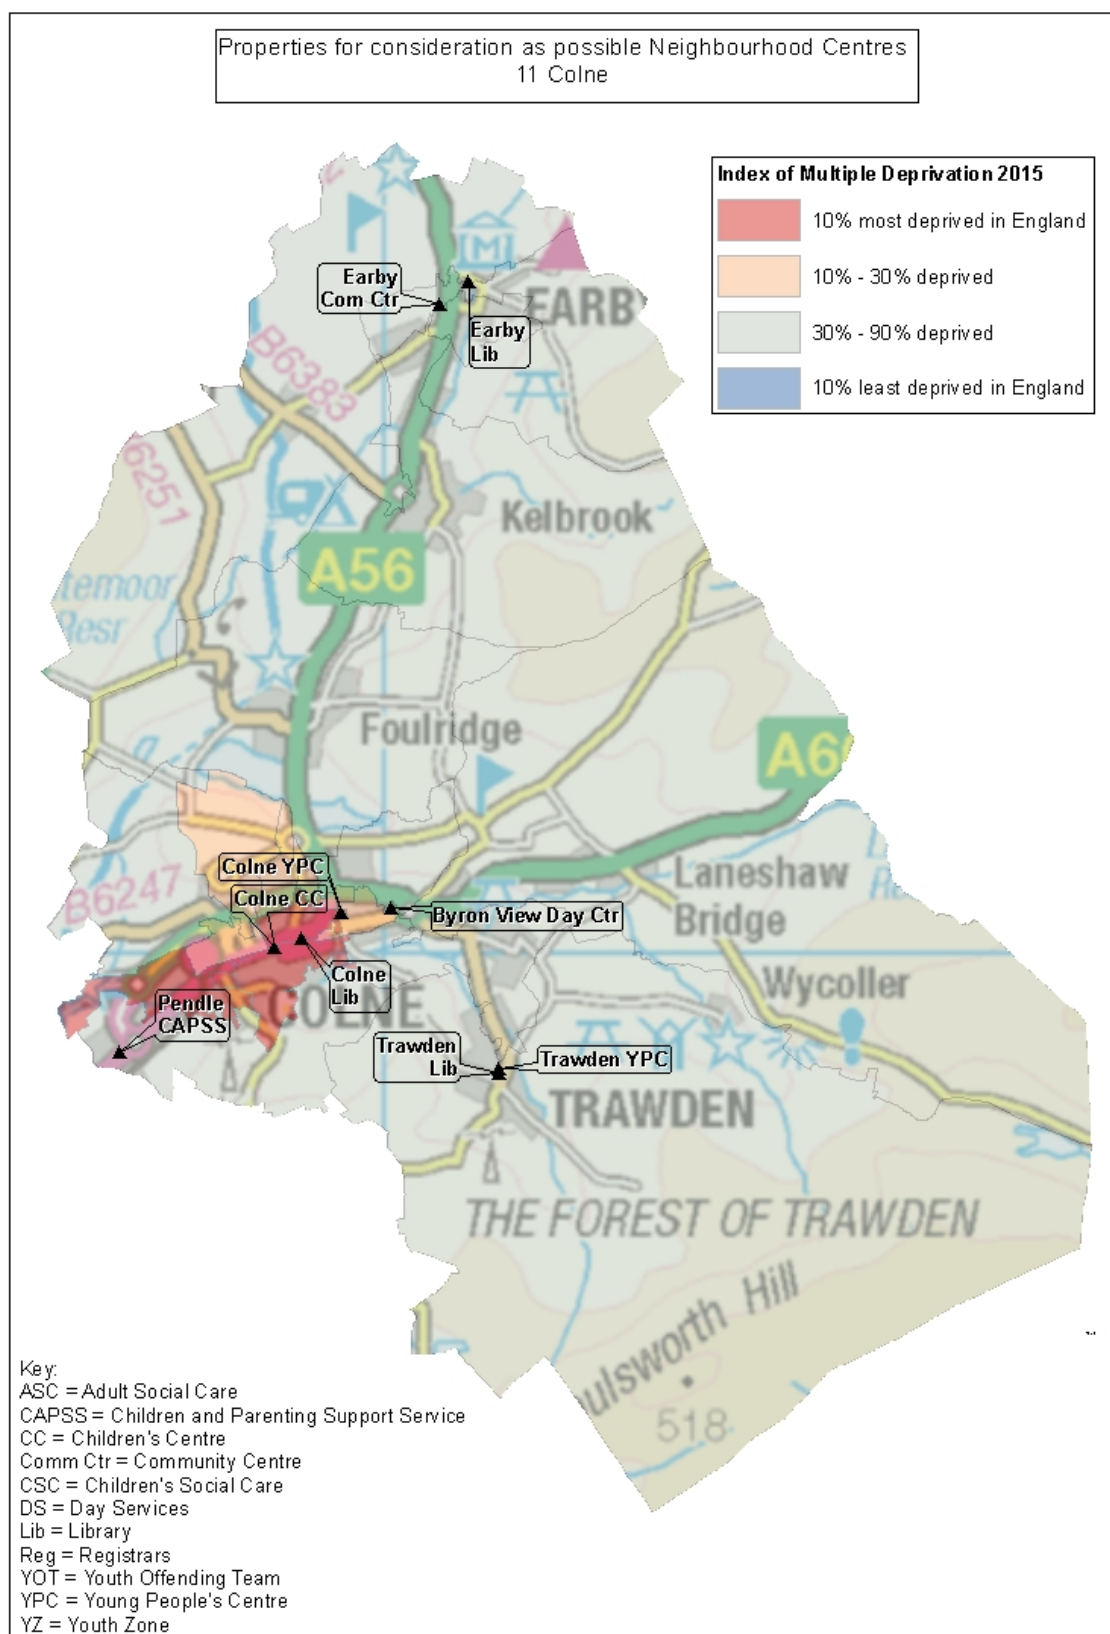 Properties for consideration as possible Neighbourhood Centres
11 Colne
Index of Multiple Deprivation 2015
10% most deprived in England
10% - 30% deprived
30% - 90% deprived
10% least deprived in England
M
Earby
Com Ctr
EARBY
Earby
Lib
B6383
6251
Kelbrook
A56
temoor
Resr
Foulridge
A6
Colne YPC
Colne CC
B6247
Laneshaw
Bridge
Byron View Day Ctr
Colne
Lib
COLNE
Wycoller
Pendle
CAPSS
Trawden
Lib
Trawden YPC
TRAWDEN
THE FOREST OF TRAWDEN
oulsworth Hill
518
Key:
ASC = Adult Social Care
CAPSS = Children and Parenting Support Service
CC = Children's Centre
Comm Ctr = Community Centre
CSC = Children's Social Care
DS = Day Services
Lib = Library
Reg = Registrars
YOT = Youth Offending Team
YPC = Young People's Centre
YZ = Youth Zone